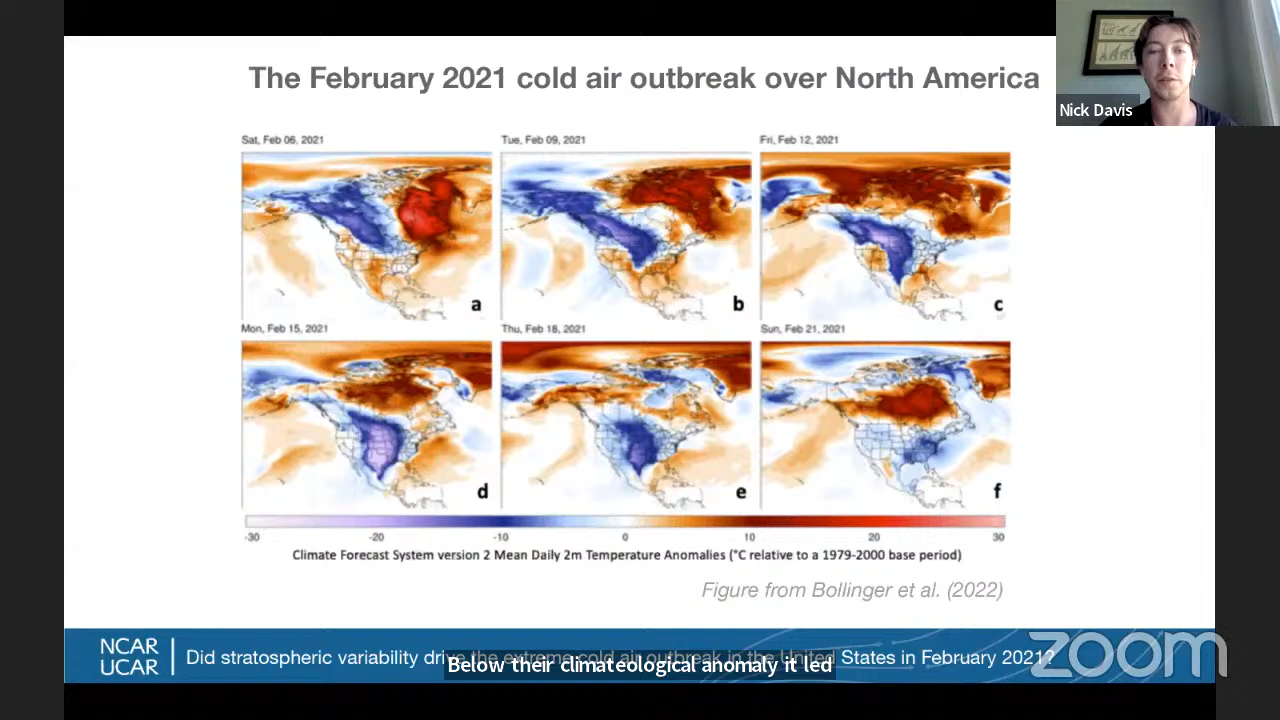 The February 2021 cold air outbreak over North America
Nick Davis
Sat, Feb 06, 2021
Tue, Feb 09, 2021
Fri, Feb 12, 2021
a
b
c
Mon, Feb 15, 2021
Thu, Feb 18, 2021
Sun, Feb 21, 2021
d
e
f
-30 -20 -10 0 10 20 30
Climate Forecast System version 2 Mean Daily 2m Temperature Anomalies (°C relative to a 1979-2000 base period)
Figure from Bollinger et al. (2022)
NCAR
UCAR
Did stratospheric variability drive the extreme cold air outbreak in the United States in February 2021?
Below their climateological anomaly it led
zoom